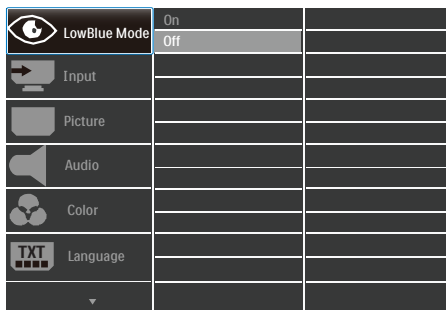 LowBlue Mode
On
Off
Input
Picture
Audio
Color
TXT
Language